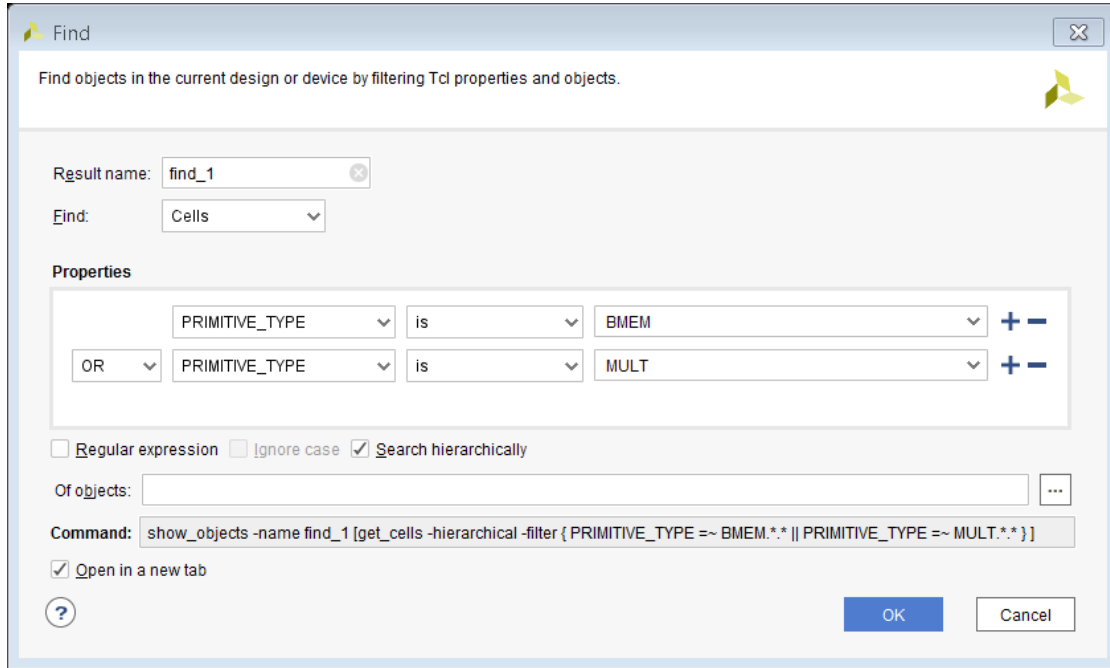 Find
Find objects in the current design or device by filtering Tcl properties and objects.
Result name: find_1
Find: Cells
Properties
PRIMITIVE_TYPE is BMEM
OR PRIMITIVE_TYPE is MULT
Regular expression Ignore case Search hierarchically
Of objects: ...
Command: show_objects -name find_1 [get_cells -hierarchical -filter { PRIMITIVE_TYPE =~ BMEM.*.* || PRIMITIVE_TYPE =~ MULT.*.* } ]
Open in a new tab
? OK Cancel